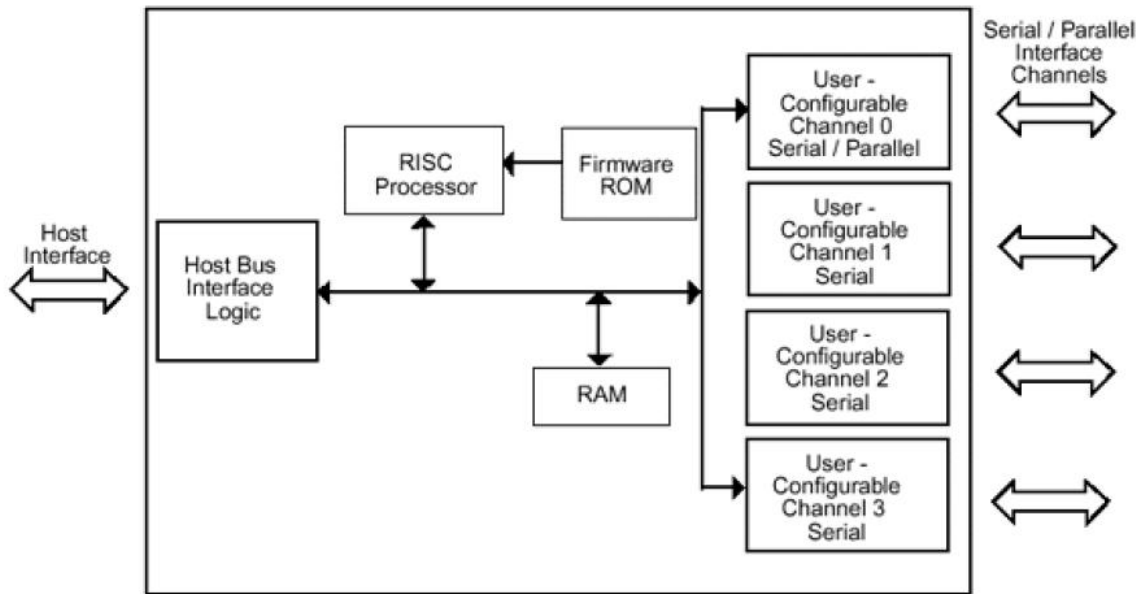 Host
Interface
Host Bus
Interface
Logic
RISC
Processor
Firmware
ROM
RAM
User -
Configurable
Channel 0
Serial / Parallel
User -
Configurable
Channel 1
Serial
User -
Configurable
Channel 2
Serial
User -
Configurable
Channel 3
Serial
Serial / Parallel
Interface
Channels